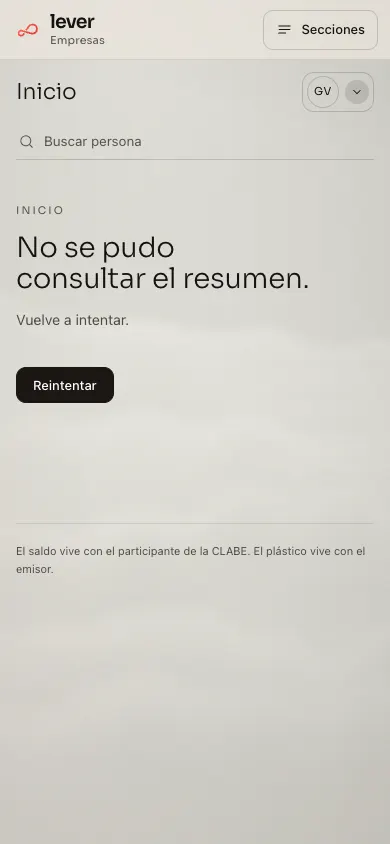 lever
Empresas
Secciones
Inicio
GV
Buscar persona
INICIO
No se pudo
consultar el resumen.
Vuelve a intentar.
Reintentar
El saldo vive con el participante de la CLABE. El plástico vive con el
emisor.